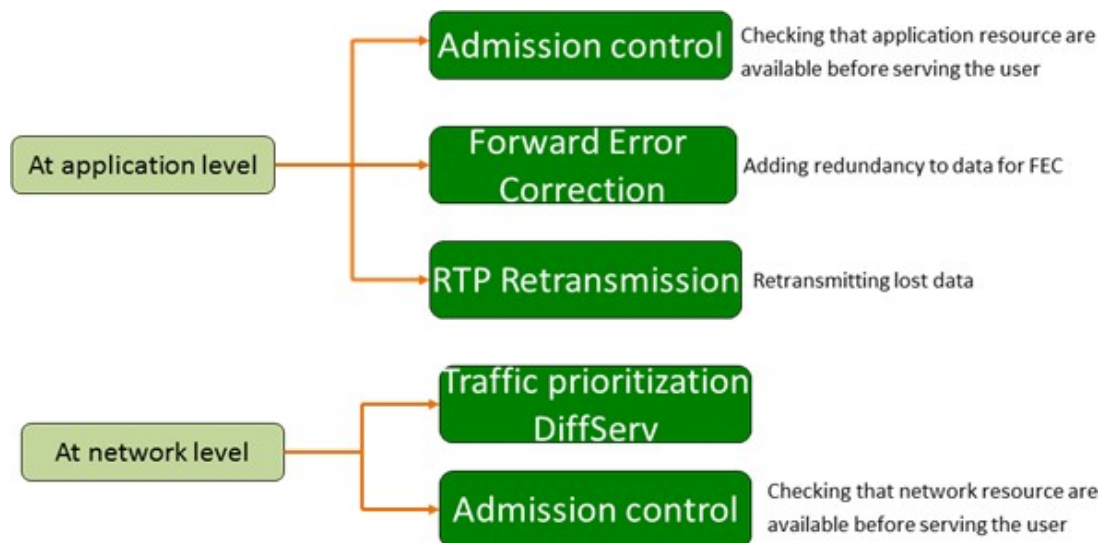 Admission control
Checking that application resource are
available before serving the user
At application level
Forward Error
Correction
Adding redundancy to data for FEC
RTP Retransmission
Retransmitting lost data
Traffic prioritization
DiffServ
At network level
Admission control
Checking that network resource are
available before serving the user